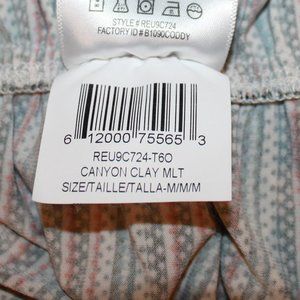 STYLE # REU9C724
FACTORY ID # B1090CODDY
6 12000 75565 3
REU9C724-T6O
CANYON CLAY MLT
SIZE/TAILLE/TALLA-M/M/M